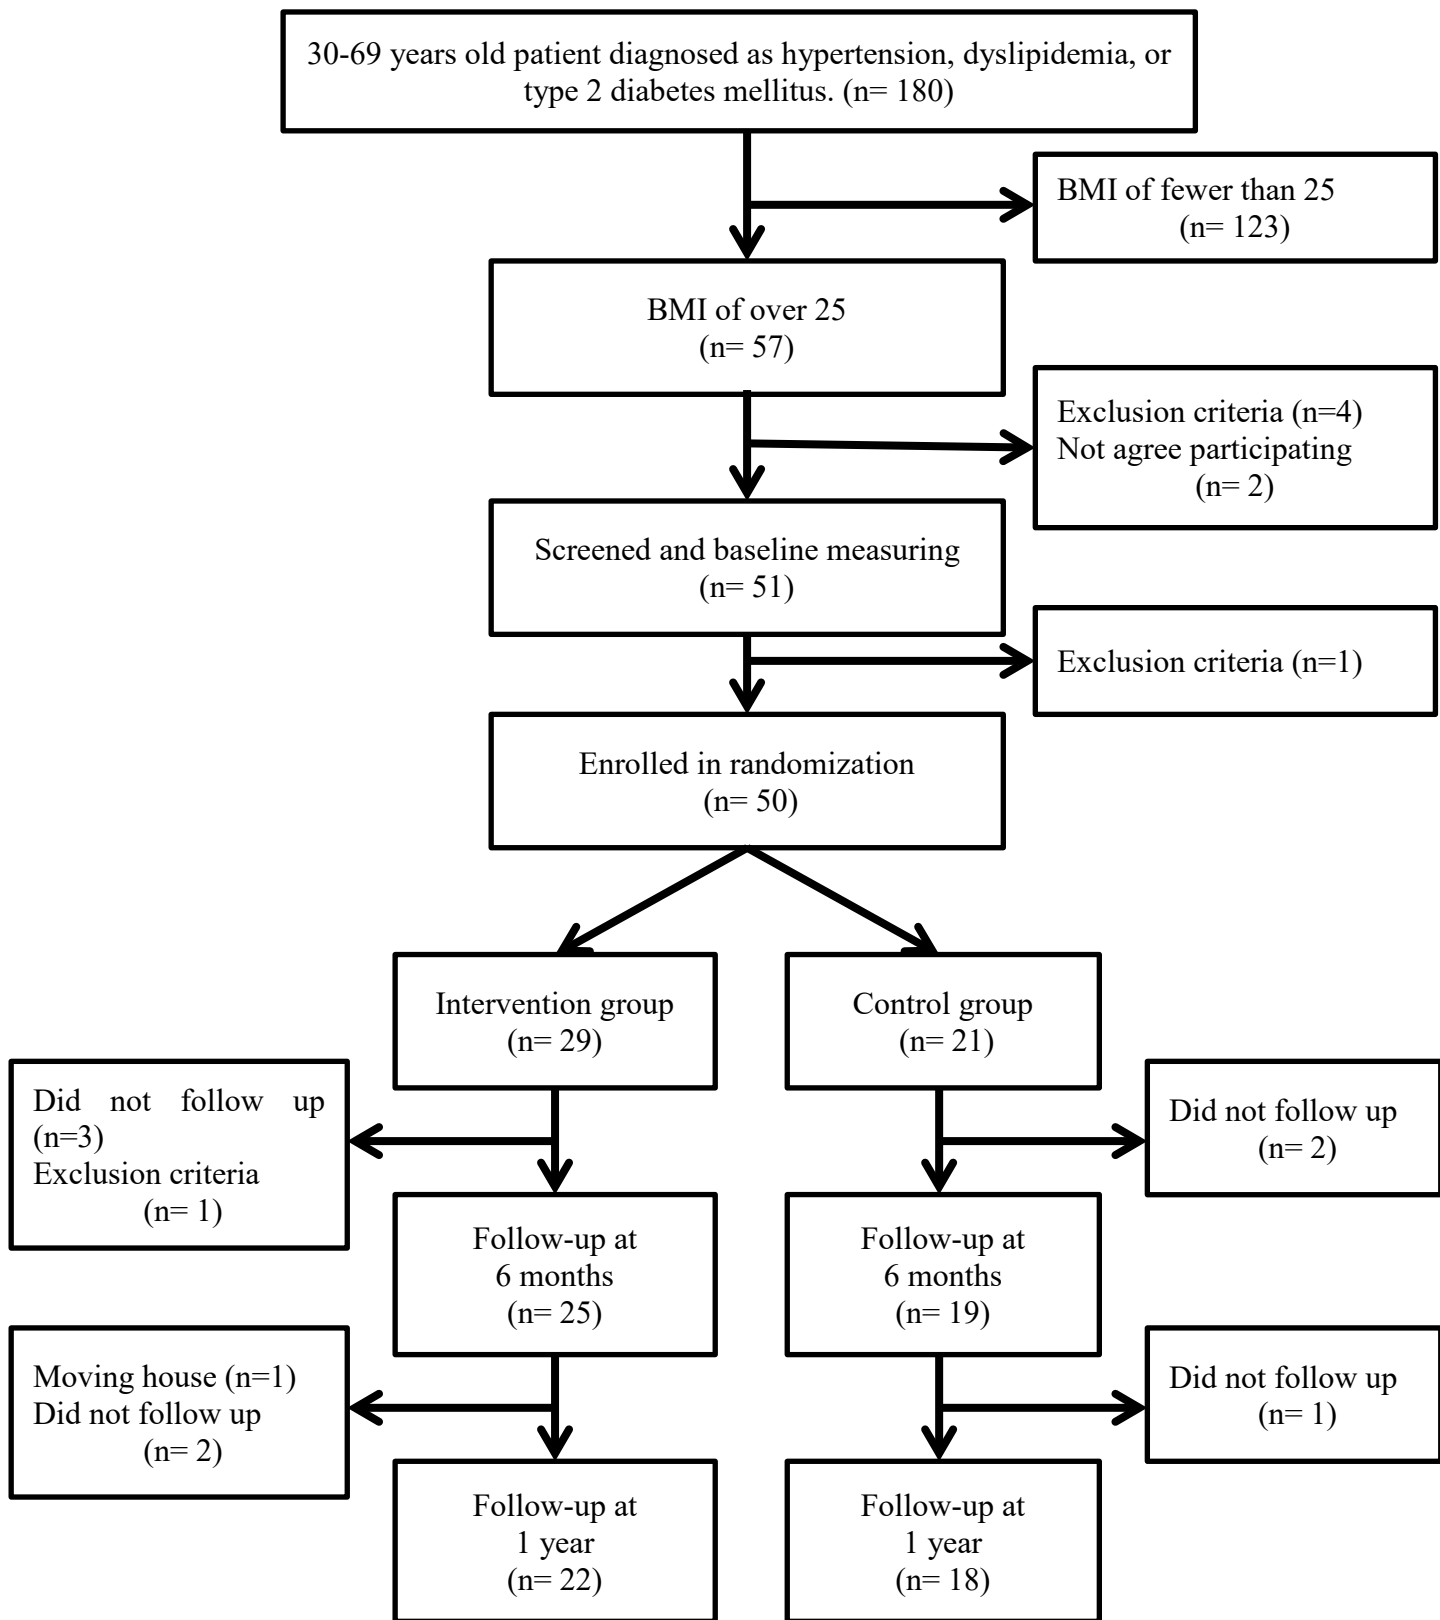 30-69 years old patient diagnosed as hypertension, dyslipidemia, or
type 2 diabetes mellitus. (n= 180)
BMI of fewer than 25
(n= 123)
BMI of over 25
(n= 57)
Exclusion criteria (n=4)
Not agree participating
(n= 2)
Screened and baseline measuring
(n= 51)
Exclusion criteria (n=1)
Enrolled in randomization
(n= 50)
Intervention group
(n= 29)
Control group
(n= 21)
Did not follow up
(n=3)
Exclusion criteria
(n= 1)
Did not follow up
(n= 2)
Follow-up at
6 months
(n= 25)
Follow-up at
6 months
(n= 19)
Moving house (n=1)
Did not follow up
(n= 2)
Did not follow up
(n= 1)
Follow-up at
1 year
(n= 22)
Follow-up at
1 year
(n= 18)